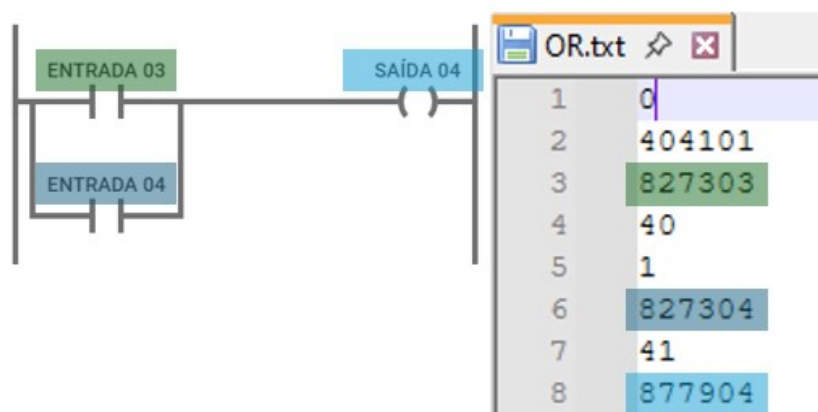 ENTRADA 03
SAÍDA 04
ENTRADA 04
OR.txt
1 0
2 404101
3 827303
4 40
5 1
6 827304
7 41
8 877904